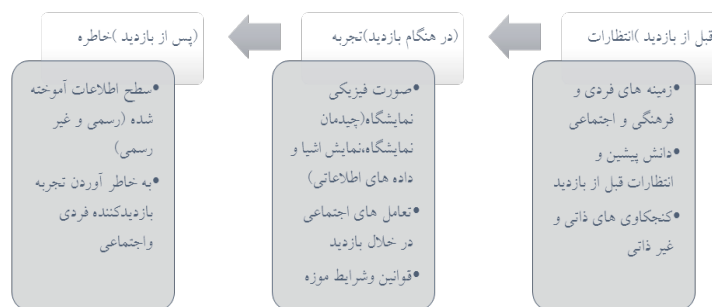 قبل از بازدید )انتظارات
•زمینه های فردی و
فرهنگی و اجتماعی
•دانش پیشین و
انتظارات قبل از بازدید
•کنجکاوی های ذاتی و
غیر ذاتی
(در هنگام بازدید)تجربه
•صورت فیزیکی
نمایشگاه(چیدمان
نمایشگاه،نمایش اشیا و
داده های اطلاعاتی)
•تعامل های اجتماعی
در خلال بازدید
•قوانین وشرایط موزه
(پس از بازدید )خاطره
•سطح اطلاعات آموخته
شده (رسمی و غیر
رسمی)
•به خاطر آوردن تجربه
بازدیدکننده فردی
واجتماعی